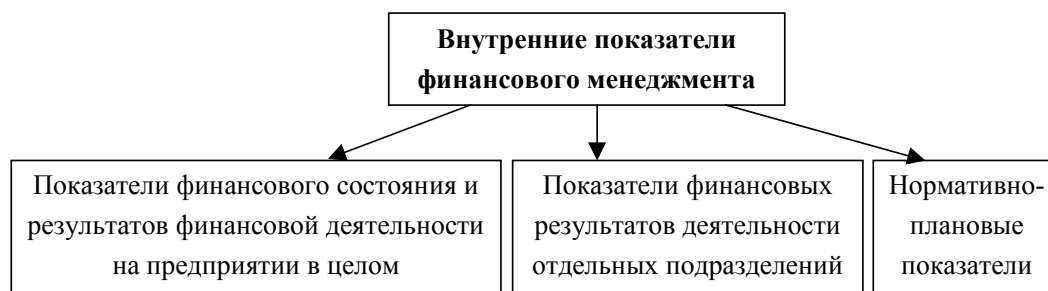 Внутренние показатели
финансового менеджмента
Показатели финансового состояния и
результатов финансовой деятельности
на предприятии в целом
Показатели финансовых
результатов деятельности
отдельных подразделений
Нормативно-
плановые
показатели